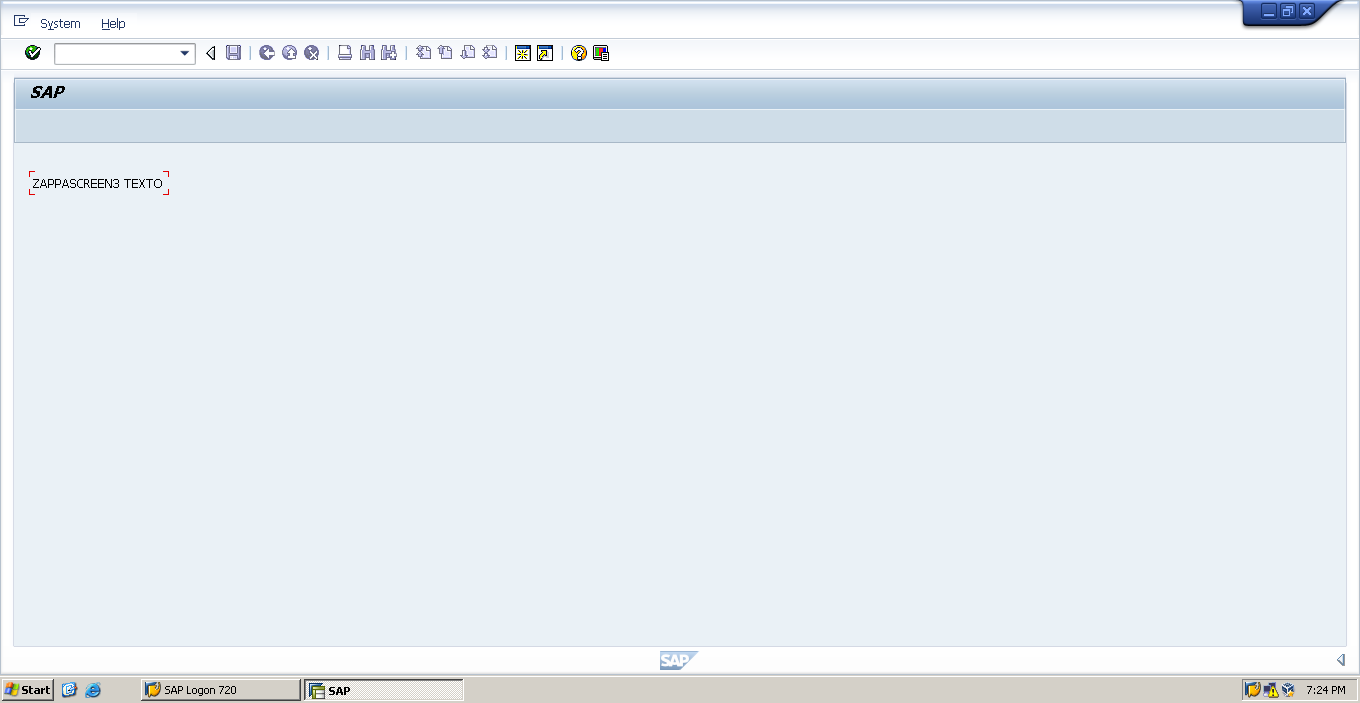 System Help
SAP
ZAPPASCREEN3 TEXTO
SAP
Start SAP Logon 720 SAP 7:24 PM